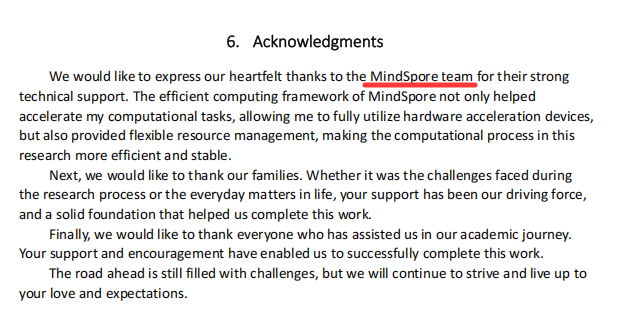 6. Acknowledgments
We would like to express our heartfelt thanks to the MindSpore team for their strong
technical support. The efficient computing framework of MindSpore not only helped
accelerate my computational tasks, allowing me to fully utilize hardware acceleration devices,
but also provided flexible resource management, making the computational process in this
research more efficient and stable.
Next, we would like to thank our families. Whether it was the challenges faced during
the research process or the everyday matters in life, your support has been our driving force,
and a solid foundation that helped us complete this work.
Finally, we would like to thank everyone who has assisted us in our academic journey.
Your support and encouragement have enabled us to successfully complete this work.
The road ahead is still filled with challenges, but we will continue to strive and live up to
your love and expectations.